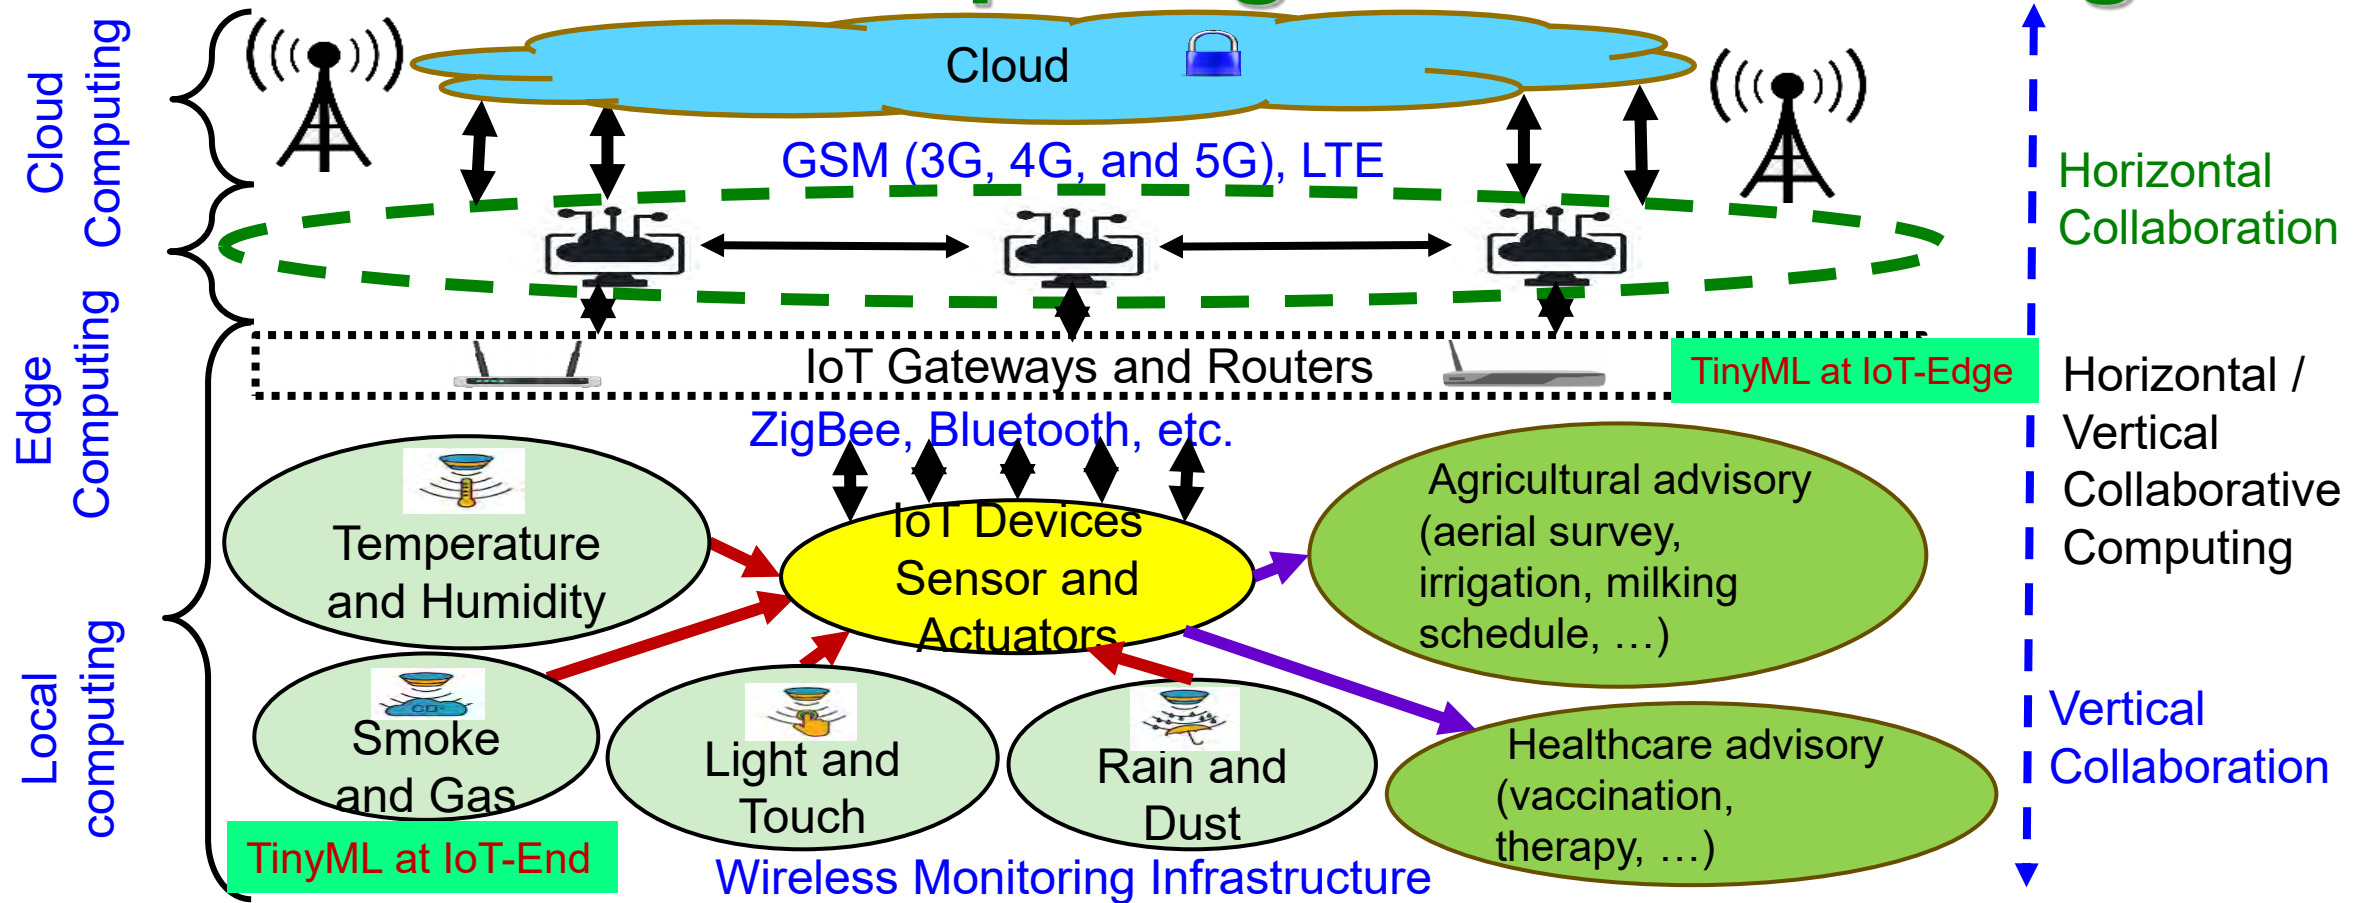 Cloud
Computing
Cloud
GSM (3G, 4G, and 5G), LTE
Horizontal
Collaboration
Edge
Computing
IoT Gateways and Routers
TinyML at IoT-Edge
Horizontal /
Vertical
Collaborative
Computing
ZigBee, Bluetooth, etc.
Temperature
and Humidity
IoT Devices
Sensor and
Actuators
Agricultural advisory
(aerial survey,
irrigation, milking
schedule, …)
Local
computing
Smoke
and Gas
Light and
Touch
Rain and
Dust
Healthcare advisory
(vaccination,
therapy, …)
Vertical
Collaboration
TinyML at IoT-End
Wireless Monitoring Infrastructure